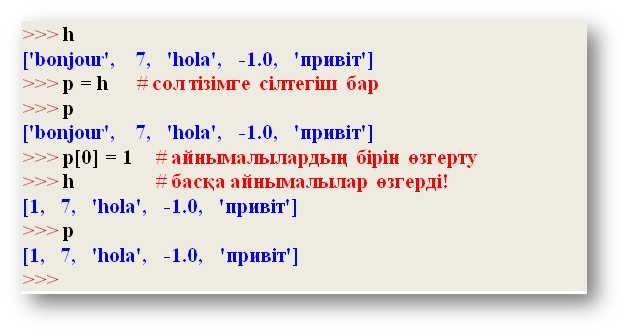 >>> h
['bonjour', 7, 'hola', -1.0, 'привіт']
>>> p = h # сол тізімге сілтегіш бар
>>> p
['bonjour', 7, 'hola', -1.0, 'привіт']
>>> p[0] = 1 # айнымалылардың бірін өзгерту
>>> h # басқа айнымалылар өзгерді!
[1, 7, 'hola', -1.0, 'привіт']
>>> p
[1, 7, 'hola', -1.0, 'привіт']
>>>